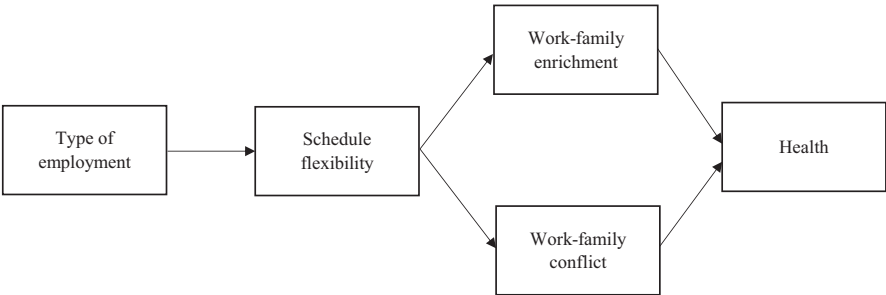 Work-family
enrichment
Type of
employment
Schedule
flexibility
Health
Work-family
conflict